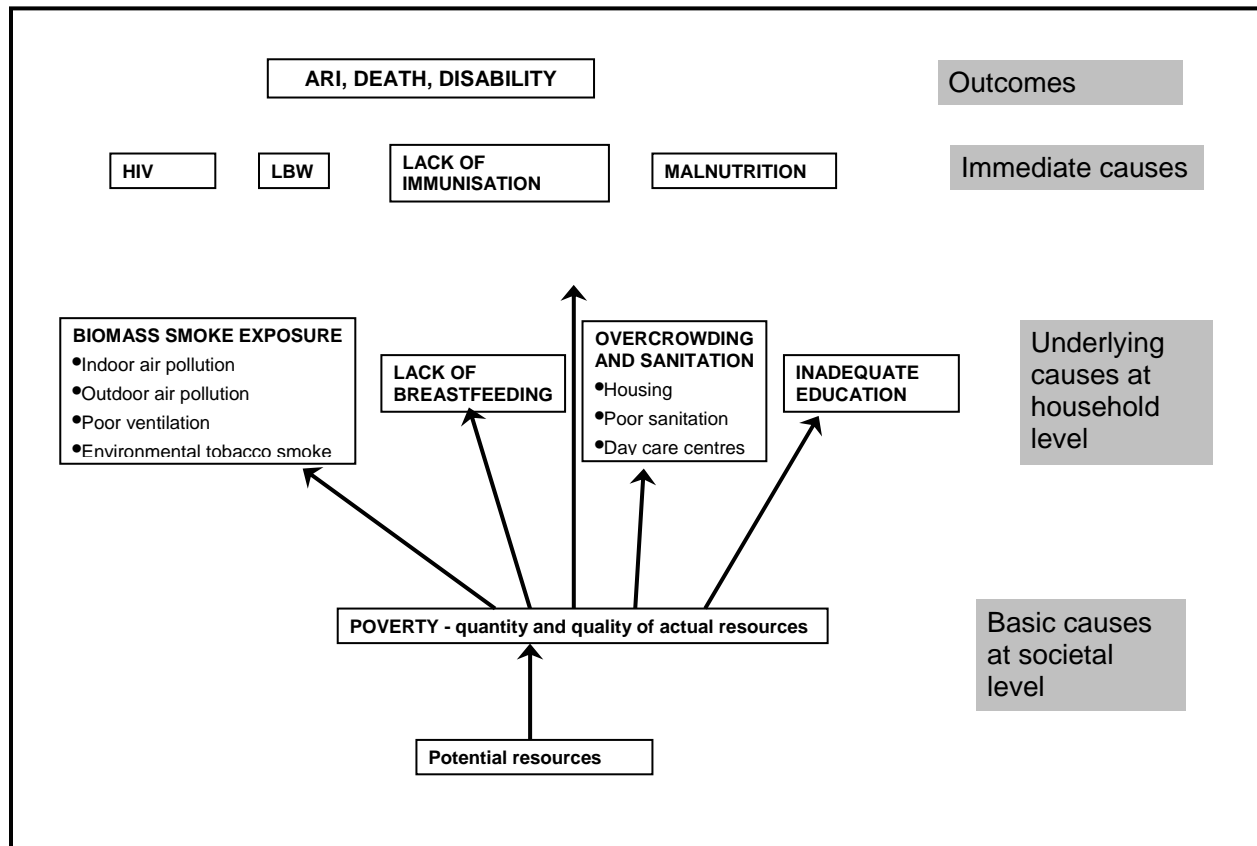 ARI, DEATH, DISABILITY
Outcomes
HIV
LBW
LACK OF
IMMUNISATION
MALNUTRITION
Immediate causes
BIOMASS SMOKE EXPOSURE
•Indoor air pollution
•Outdoor air pollution
•Poor ventilation
•Environmental tobacco smoke
LACK OF
BREASTFEEDING
OVERCROWDING
AND SANITATION
•Housing
•Poor sanitation
•Day care centres
INADEQUATE
EDUCATION
Underlying
causes at
household
level
POVERTY - quantity and quality of actual resources
Basic causes
at societal
level
Potential resources